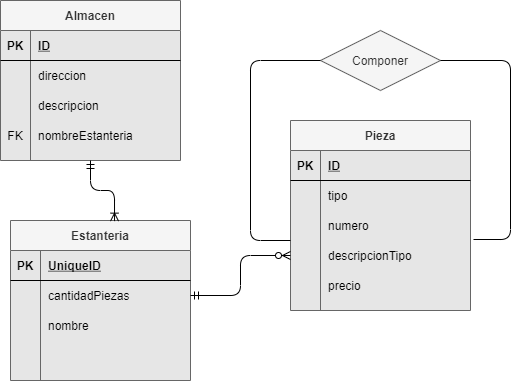 Almacen
PK ID
direccion
descripcion
FK nombreEstanteria
Componer
Pieza
PK ID
tipo
numero
descripcionTipo
precio
Estanteria
PK UniqueID
cantidadPiezas
nombre